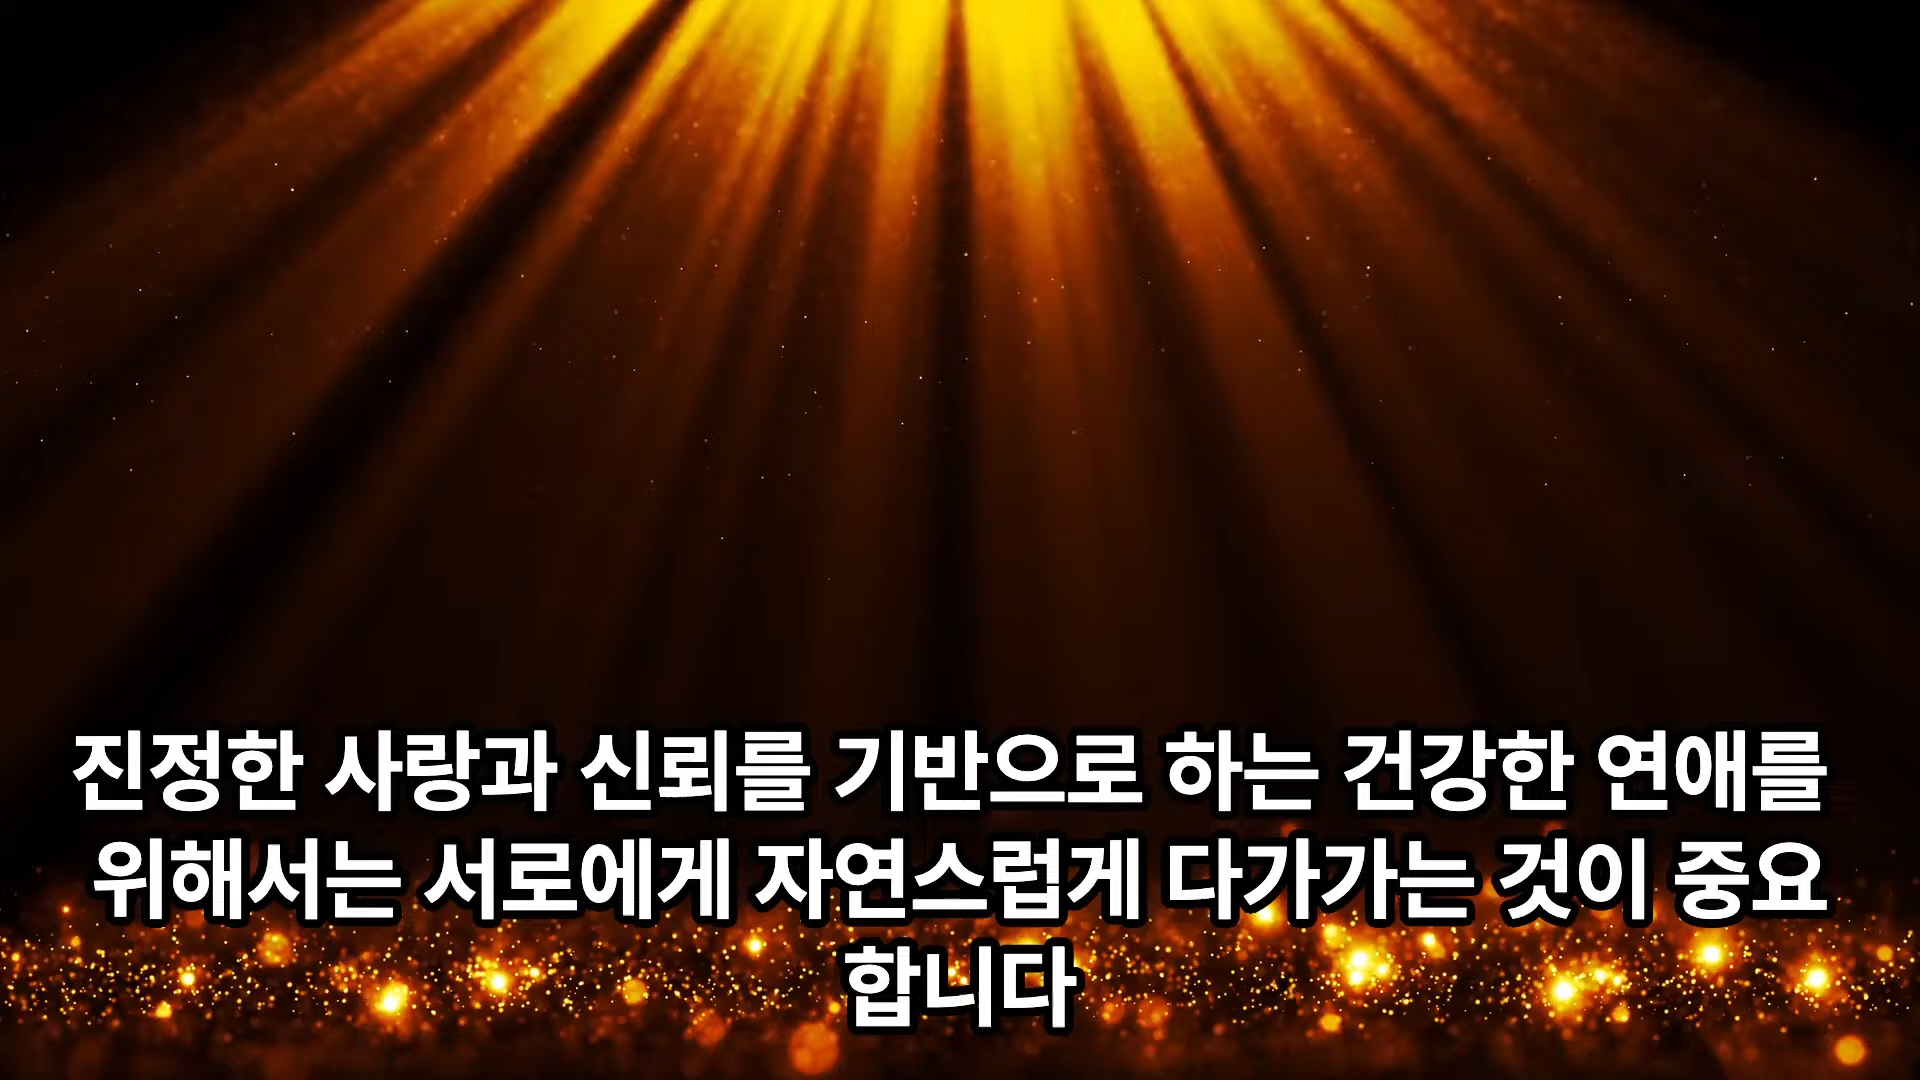 진정한 사랑과 신뢰를 기반으로 하는 건강한 연애를
위해서는 서로에게 자연스럽게 다가가는 것이 중요
합니다